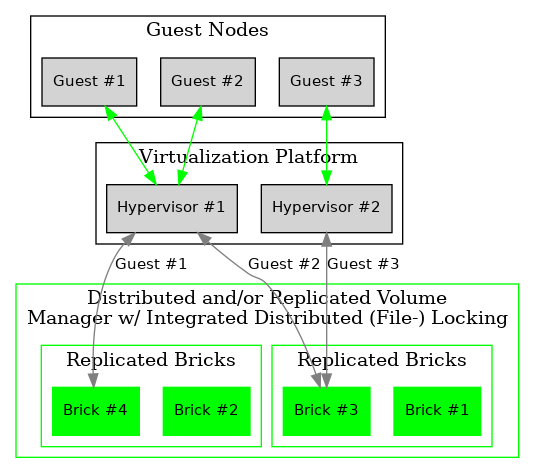 Guest Nodes
Guest #1
Guest #2
Guest #3
Virtualization Platform
Hypervisor #1
Hypervisor #2
Guest #1
Guest #2
Guest #3
Distributed and/or Replicated Volume
Manager w/ Integrated Distributed (File-) Locking
Replicated Bricks
Replicated Bricks
Brick #4
Brick #2
Brick #3
Brick #1